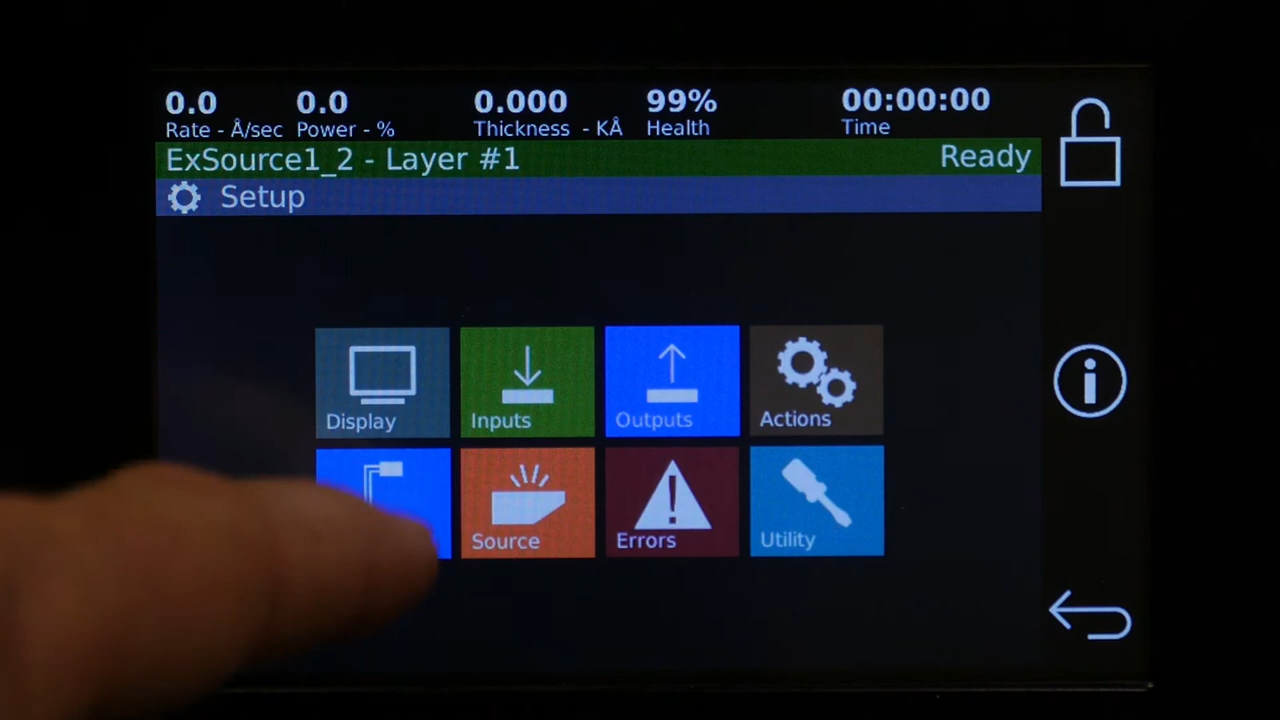 0.0 0.0 0.000 99% 00:00:00
Rate - Å/sec Power - % Thickness - KÅ Health Time
ExSource1_2 - Layer #1 Ready
Setup
Display Inputs Outputs Actions
Source Errors Utility